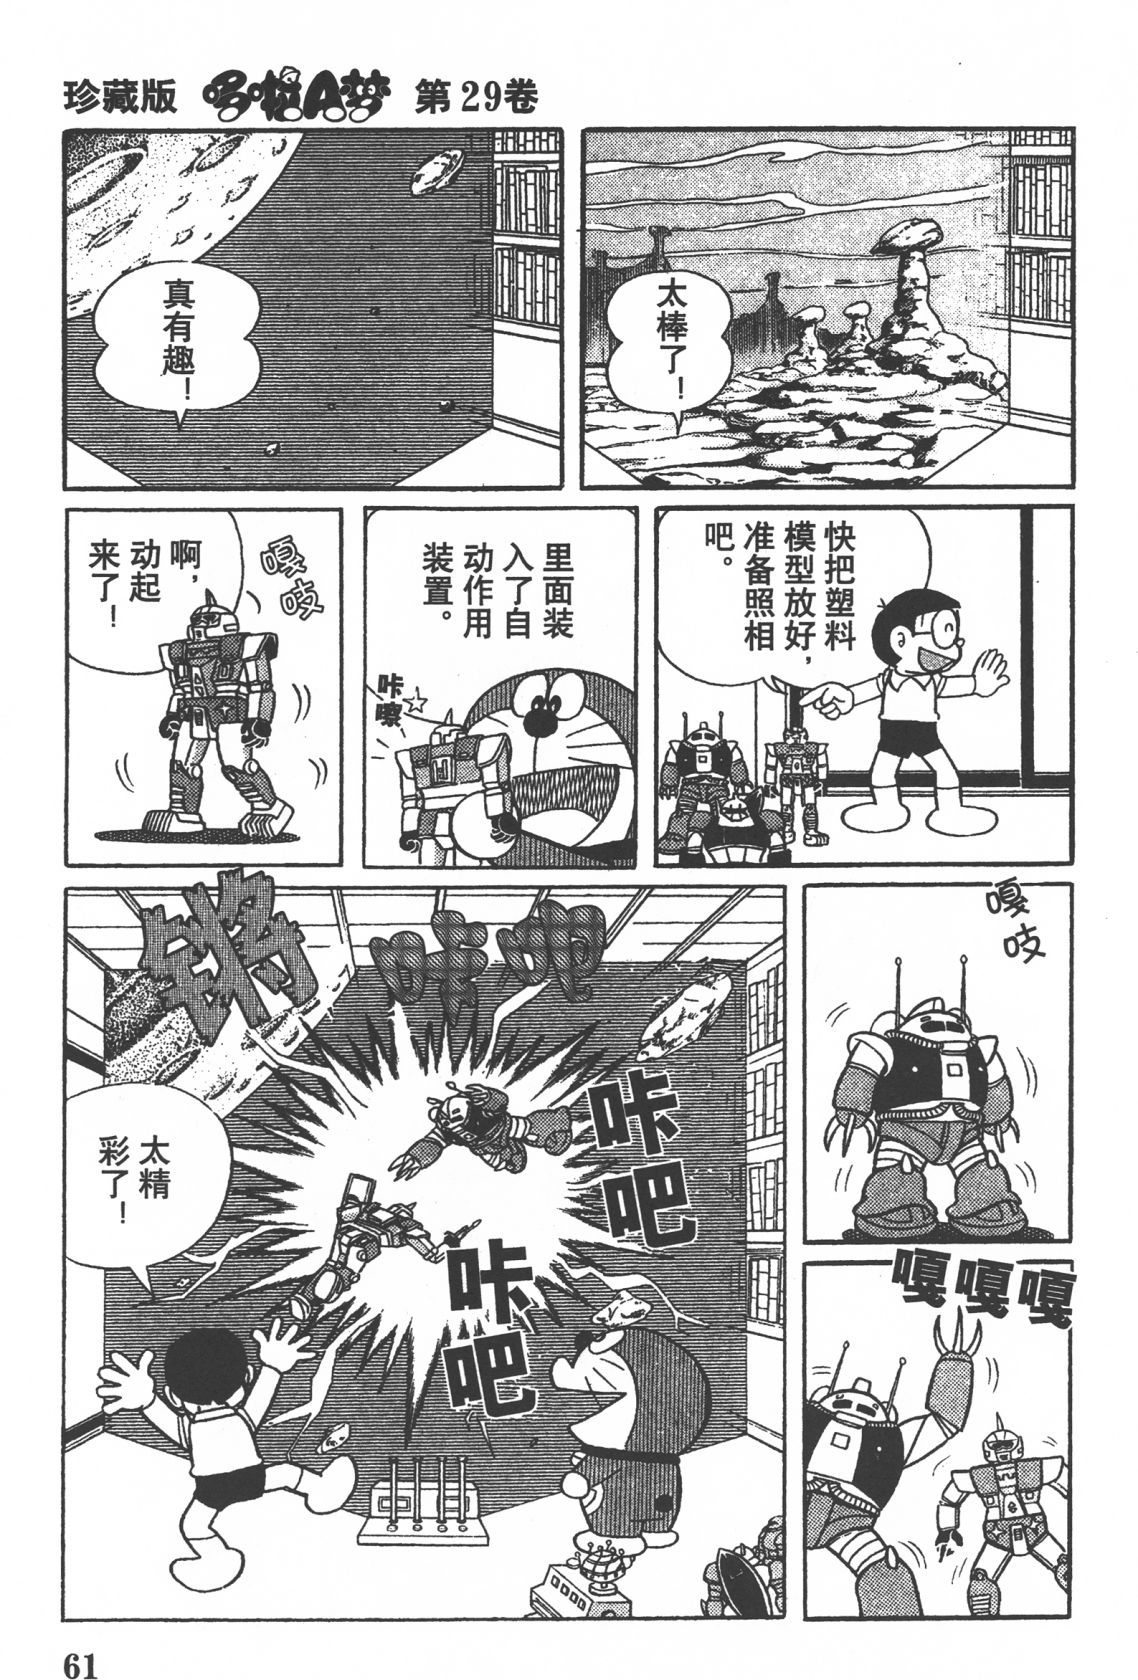 珍藏版 哆啦A梦 第29卷
太棒了！
真有趣！
快把塑料
模型放好，
准备照相
吧。
里面装
入了自
动作用
装置。
咔嚓
啊，
动起
来了！
嘎吱
嘎吱
嘎嘎嘎
锵
咔吧
咔吧
咔吧
太精
彩了！
61